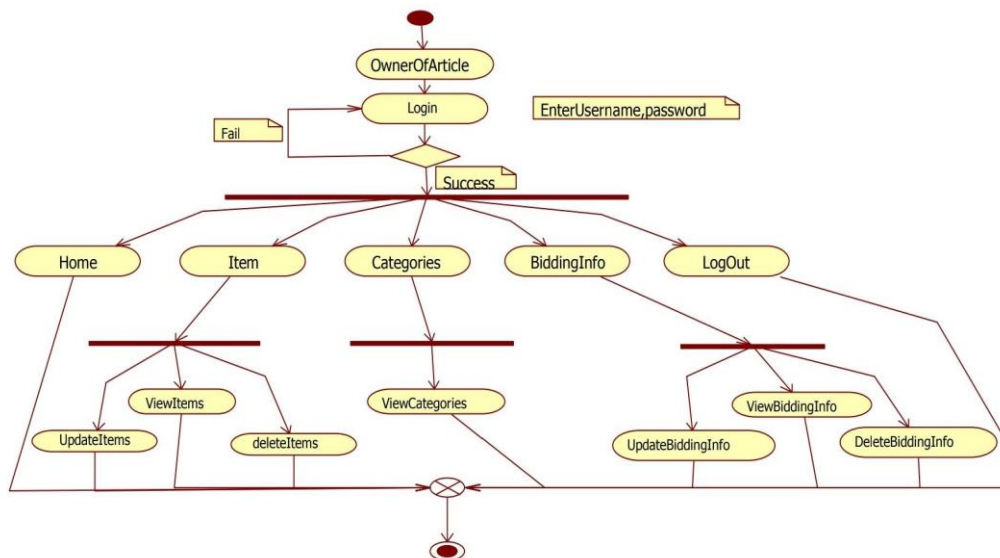 OwnerOfArticle
Login
EnterUsername,password
Fail
Success
Home
Item
Categories
BiddingInfo
LogOut
ViewItems
ViewCategories
ViewBiddingInfo
UpdateItems
deleteItems
UpdateBiddingInfo
DeleteBiddingInfo